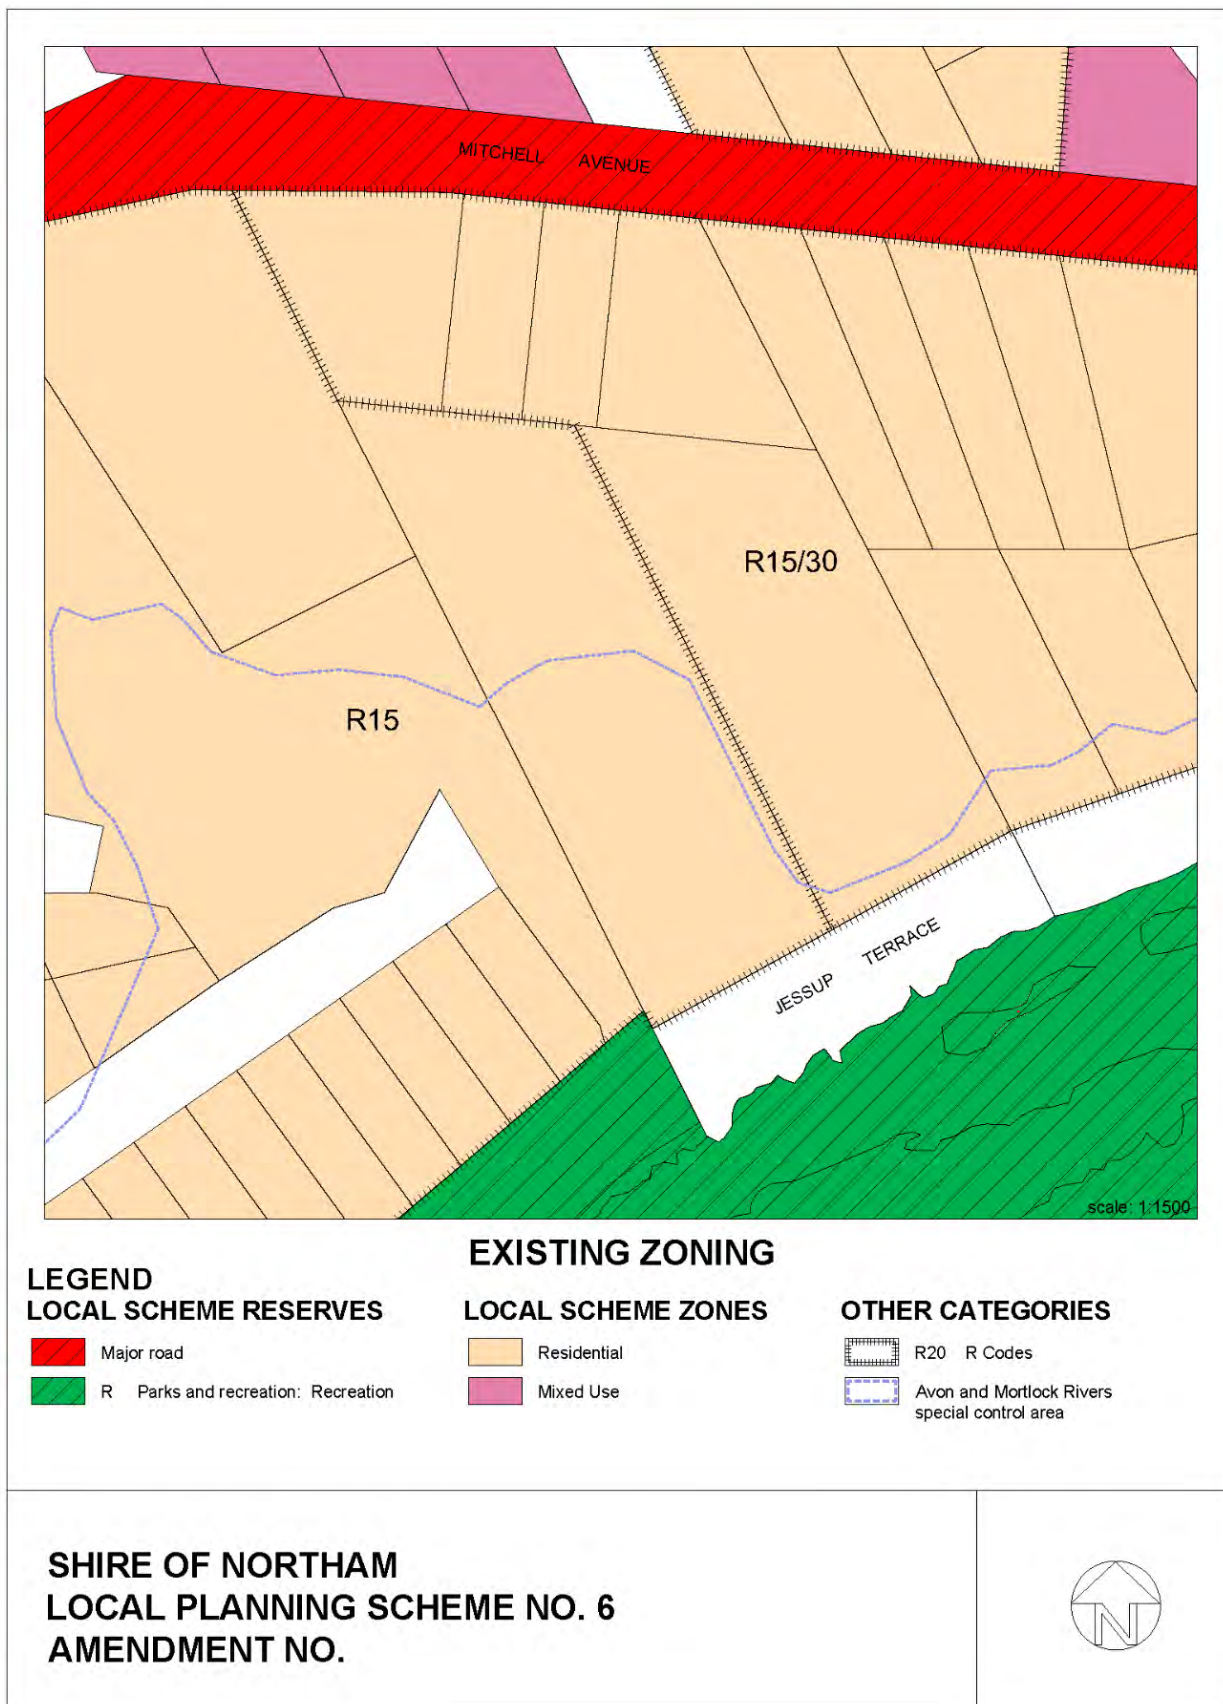 MITCHELL AVENUE
R15/30
R15
JESSUP TERRACE
scale: 1:1500
EXISTING ZONING
LEGEND
LOCAL SCHEME RESERVES
Major road
R Parks and recreation: Recreation
LOCAL SCHEME ZONES
Residential
Mixed Use
OTHER CATEGORIES
R20 R Codes
Avon and Mortlock Rivers
special control area
SHIRE OF NORTHAM
LOCAL PLANNING SCHEME NO. 6
AMENDMENT NO.
N